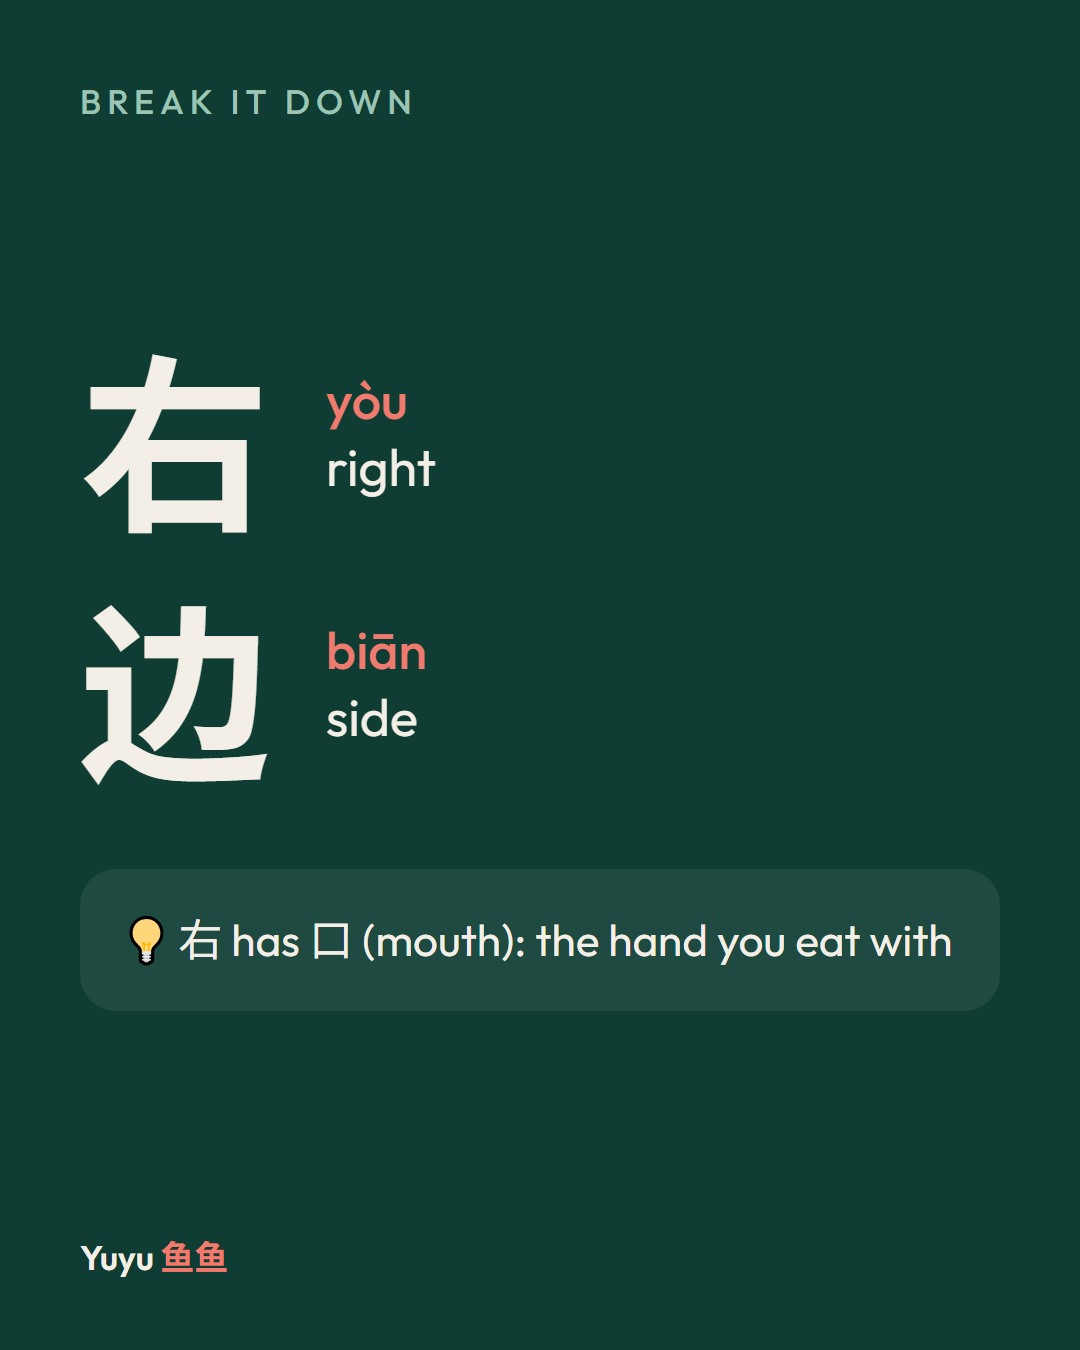 BREAK IT DOWN
右
yòu
right
边
biān
side
💡 右 has 口 (mouth): the hand you eat with
Yuyu 鱼鱼